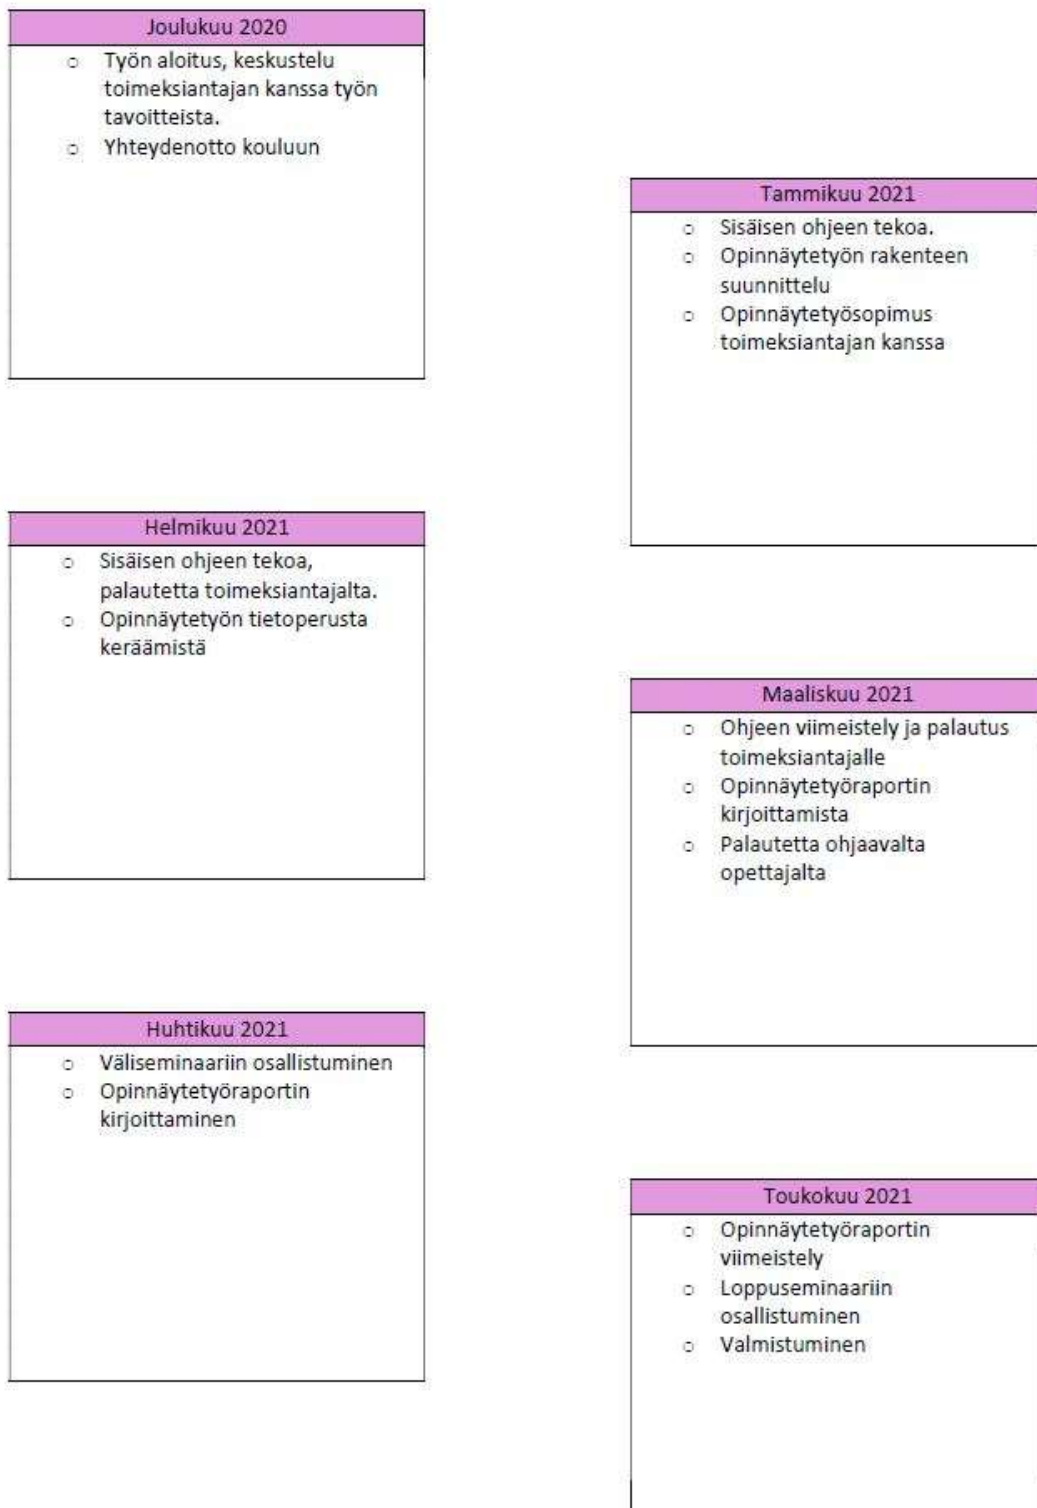 Joulukuu 2020
o Työn aloitus, keskustelu
toimeksiantajan kanssa työn
tavoitteista.
o Yhteydenotto kouluun
Tammikuu 2021
o Sisäisen ohjeen tekoa.
o Opinnäytetyön rakenteen
suunnittelu
o Opinnäytetyösopimus
toimeksiantajan kanssa
Helmikuu 2021
o Sisäisen ohjeen tekoa,
palautetta toimeksiantajalta.
o Opinnäytetyön tietoperusta
keräämistä
Maaliskuu 2021
o Ohjeen viimeistely ja palautus
toimeksiantajalle
o Opinnäytetyöraportin
kirjoittamista
o Palautetta ohjaavalta
opettajalta
Huhtikuu 2021
o Väliseminaariin osallistuminen
o Opinnäytetyöraportin
kirjoittaminen
Toukokuu 2021
o Opinnäytetyöraportin
viimeistely
o Loppuseminaariin
osallistuminen
o Valmistuminen